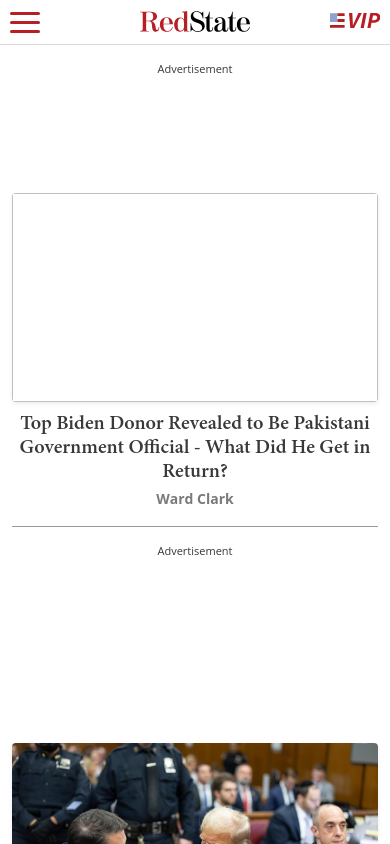 RedState
VIP
Advertisement
Top Biden Donor Revealed to Be Pakistani
Government Official - What Did He Get in
Return?
Ward Clark
Advertisement